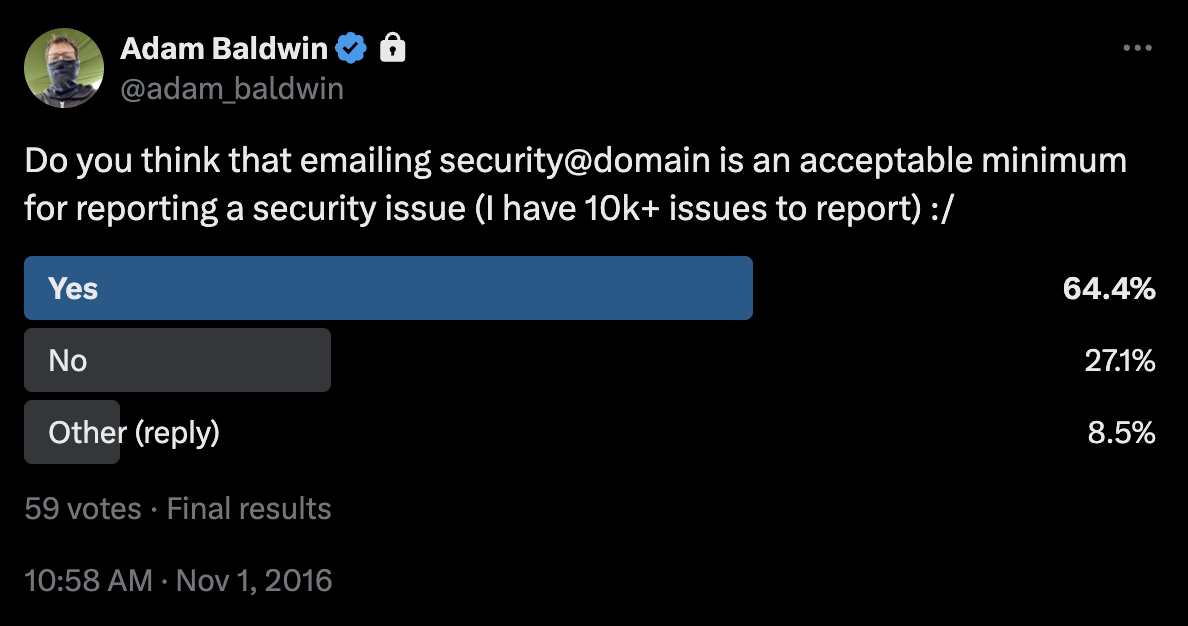 Adam Baldwin
@adam_baldwin
Do you think that emailing security@domain is an acceptable minimum
for reporting a security issue (I have 10k+ issues to report) :/
Yes 64.4%
No 27.1%
Other (reply) 8.5%
59 votes · Final results
10:58 AM · Nov 1, 2016